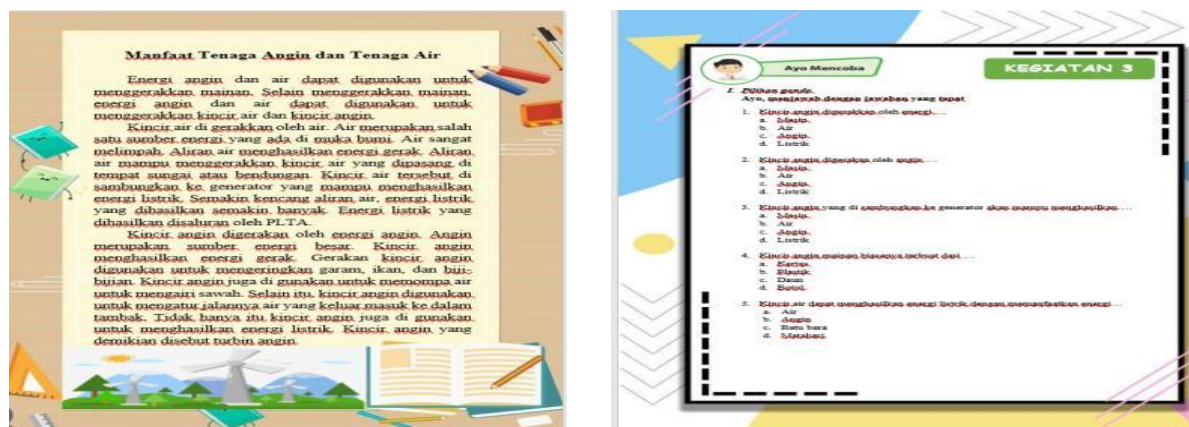 Manfaat Tenaga Angin dan Tenaga Air
Energi angin dan air dapat digunakan untuk
menggerakkan mainan. Selain menggerakkan mainan,
energi angin dan air dapat digunakan untuk
menggerakkan kincir air dan kincir angin.
Kincir air di gerakkan oleh air. Air merupakan salah
satu sumber energi yang ada di muka bumi. Air sangat
melimpah. Aliran air menghasilkan energi gerak. Aliran
air mampu menggerakkan kincir air yang dipasang di
tempat sungai atau bendungan. Kincir air tersebut di
sambungkan ke generator yang mampu menghasilkan
energi listrik. Semakin kencang aliran air, energi listrik
yang dihasilkan semakin banyak. Energi listrik yang
dihasilkan disaluran oleh PLTA.
Kincir angin digerakan oleh energi angin. Angin
merupakan sumber energi besar. Kincir angin
menghasilkan energi gerak. Gerakan kincir angin
digunakan untuk mengeringkan garam, ikan, dan biji-
bijian. Kincir angin juga di gunakan untuk memompa air
untuk mengairi sawah. Selain itu, kincir angin digunakan
untuk mengatur jalannya air yang keluar masuk ke dalam
tambak. Tidak hanya itu kincir angin juga di gunakan
untuk menghasilkan energi listrik. Kincir angin yang
demikian disebut turbin angin.
Ayo Mencoba
KEGIATAN 3
I. Pilihan ganda.
Ayo, menjawab dengan jawaban yang tepat
1. Kincir angin digerakkan oleh energi....
a. Mesin
b. Air
c. Angin
d. Listrik
2. Kincir angin digerakan oleh angin....
a. Mesin
b. Air
c. Angin
d. Listrik
3. Kincir angin yang di sambungkan ke generator akan mampu menghasilkan....
a. Mesin
b. Air
c. Angin
d. Listrik
4. Kincir angin mainan biasanya terbuat dari....
a. Kertas
b. Plastik
c. Daun
d. Botol
5. Kincir air dapat menghasilkan energi listrik dengan memanfaatkan energi...
a. Air
b. Angin
c. Batu bara
d. Matahari